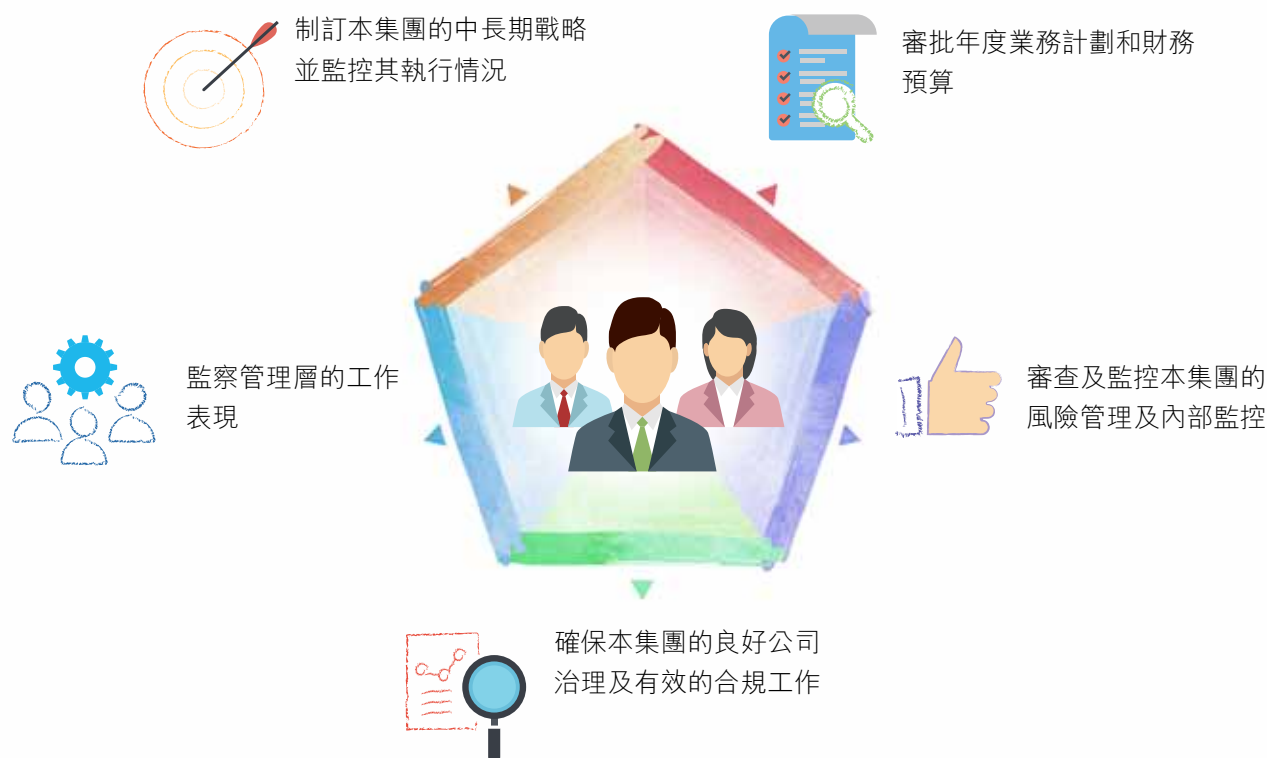 制訂本集團的中長期戰略
並監控其執行情況
審批年度業務計劃和財務
預算
監察管理層的工作
表現
審查及監控本集團的
風險管理及內部監控
確保本集團的良好公司
治理及有效的合規工作